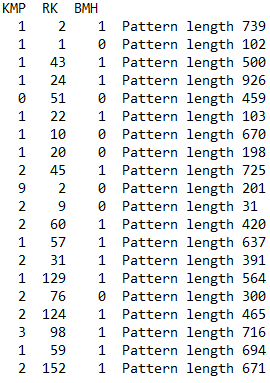 KMP RK BMH
1 2 1 Pattern length 739
1 1 0 Pattern length 102
1 43 1 Pattern length 500
1 24 1 Pattern length 926
0 51 0 Pattern length 459
1 22 1 Pattern length 103
1 10 0 Pattern length 670
1 20 0 Pattern length 198
2 45 1 Pattern length 725
9 2 0 Pattern length 201
2 9 0 Pattern length 31
2 60 1 Pattern length 420
1 57 1 Pattern length 637
2 31 1 Pattern length 391
1 129 1 Pattern length 564
2 76 0 Pattern length 300
2 124 1 Pattern length 465
3 98 1 Pattern length 716
1 59 1 Pattern length 694
2 152 1 Pattern length 671